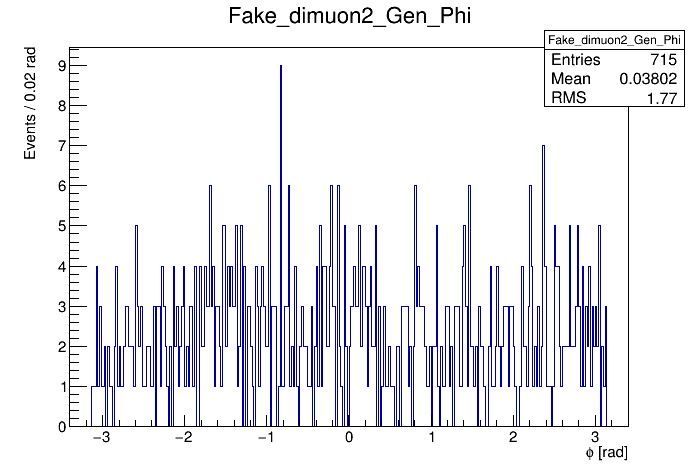 Fake_dimuon2_Gen_Phi
Fake_dimuon2_Gen_Phi
Entries 715
Mean 0.03802
RMS 1.77
Events / 0.02 rad
9
8
7
6
5
4
3
2
1
0
−3 −2 −1 0 1 2 3
ϕ [rad]